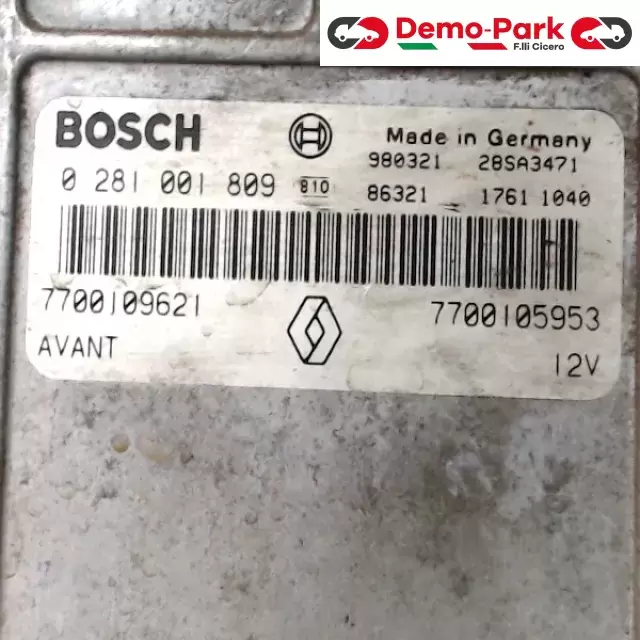 Demo-Park
F.lli Cicero
BOSCH
Made in Germany
980321 28SA3471
0 281 001 809 810 86321 1761 1040
7700109621 7700105953
AVANT 12V